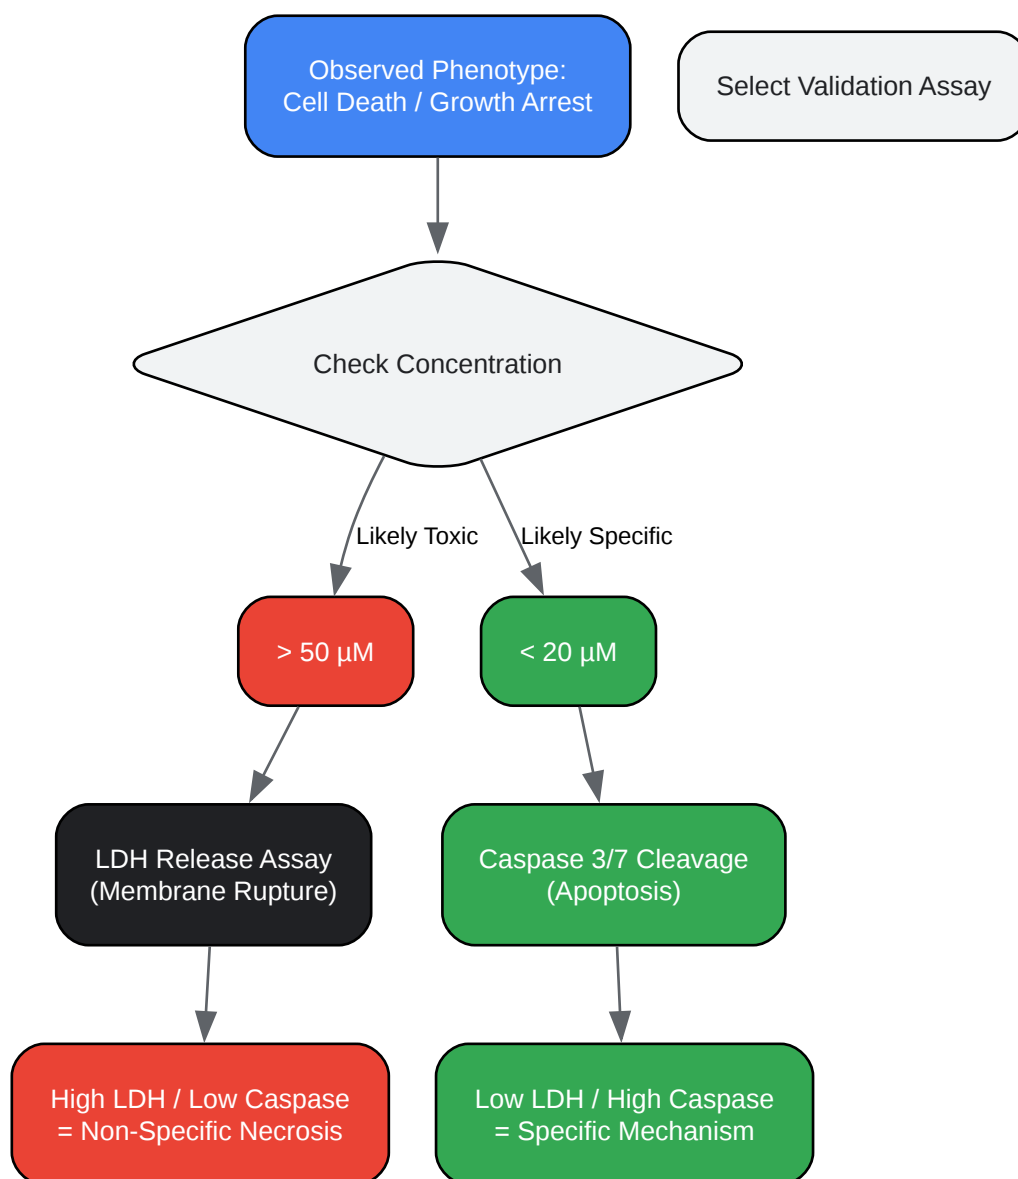 Observed Phenotype:
Cell Death / Growth Arrest
Select Validation Assay
Check Concentration
Likely Toxic
Likely Specific
> 50 µM
< 20 µM
LDH Release Assay
(Membrane Rupture)
Caspase 3/7 Cleavage
(Apoptosis)
High LDH / Low Caspase
= Non-Specific Necrosis
Low LDH / High Caspase
= Specific Mechanism